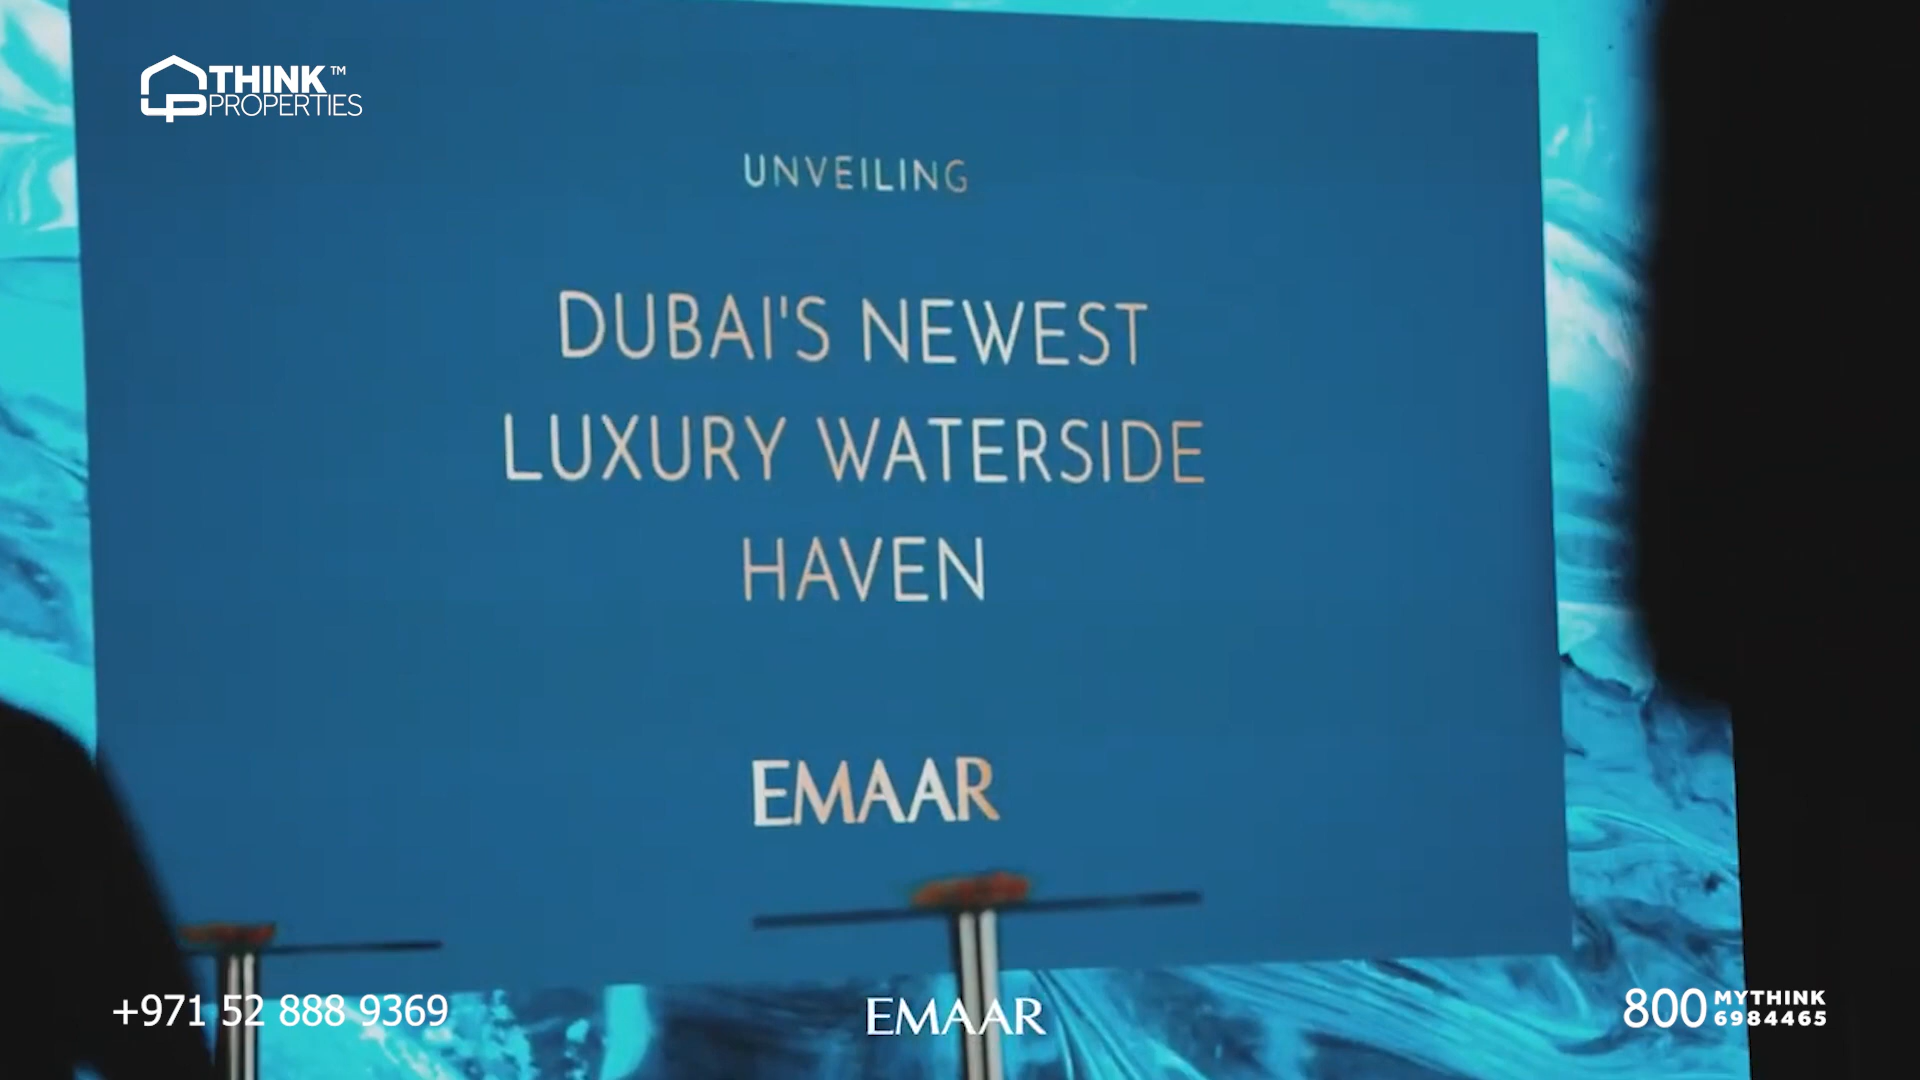 THINK™
PROPERTIES
UNVEILING
DUBAI'S NEWEST
LUXURY WATERSIDE
HAVEN
EMAAR
+971 52 888 9369
EMAAR
800 MYTHINK
6984465